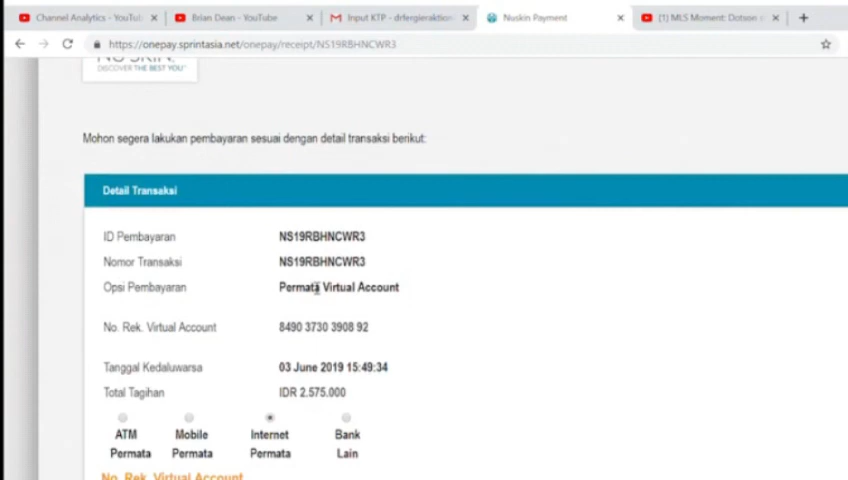 Channel Analytics - YouTub
Brian Dean - YouTube
Input KTP - drfergieraktion
Nuskin Payment
(1) MLS Moment: Dotson s
https://onepay.sprintasia.net/onepay/receipt/NS19RBHNCWR3
NU SKIN.
DISCOVER THE BEST YOU
Mohon segera lakukan pembayaran sesuai dengan detail transaksi berikut:
Detail Transaksi
ID Pembayaran NS19RBHNCWR3
Nomor Transaksi NS19RBHNCWR3
Opsi Pembayaran Permata Virtual Account
No. Rek. Virtual Account 8490 3730 3908 92
Tanggal Kedaluwarsa 03 June 2019 15:49:34
Total Tagihan IDR 2.575.000
ATM Permata
Mobile Permata
Internet Permata
Bank Lain
No. Rek. Virtual Account